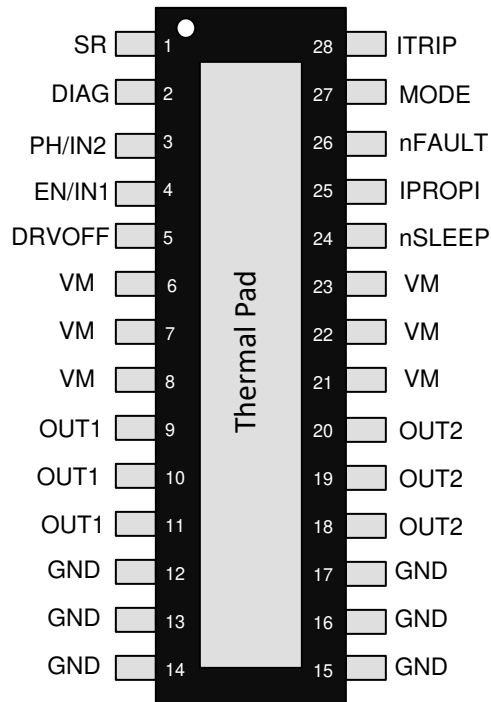 SR 1 28 ITRIP
DIAG 2 27 MODE
PH/IN2 3 26 nFAULT
EN/IN1 4 25 IPROPI
DRVOFF 5 24 nSLEEP
VM 6 23 VM
VM 7 22 VM
VM 8 21 VM
OUT1 9 20 OUT2
OUT1 10 19 OUT2
OUT1 11 18 OUT2
GND 12 17 GND
GND 13 16 GND
GND 14 15 GND
Thermal Pad